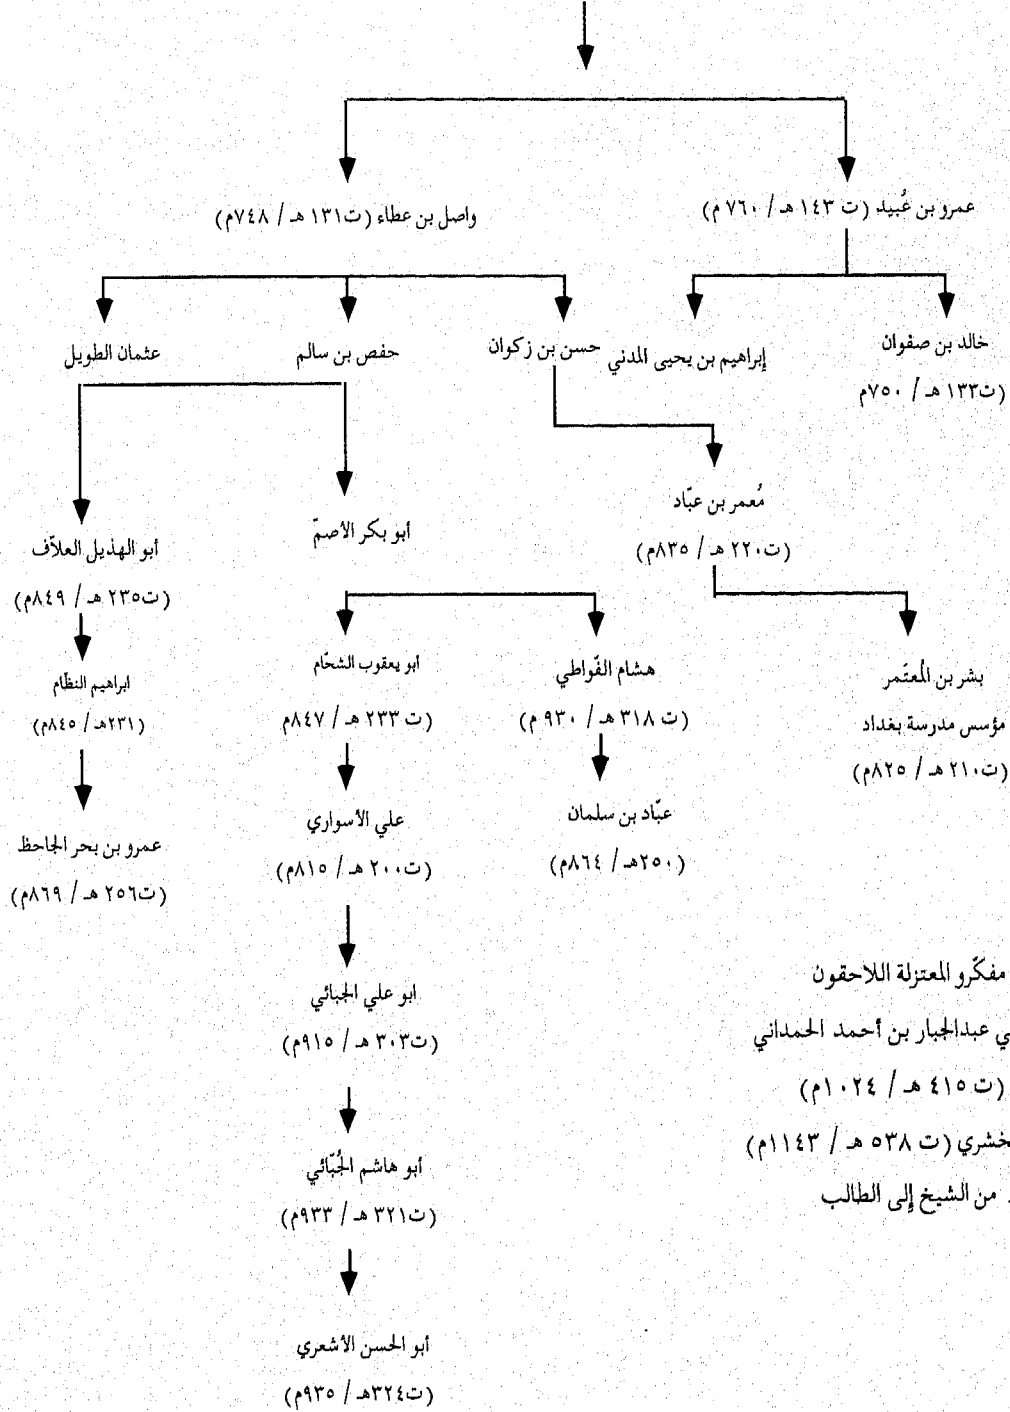 عمرو بن عُبيد (ت ١٤٣ هـ / ٧٦٠ م)
واصل بن عطاء (ت١٣١ هـ / ٧٤٨م)
خالد بن صفوان
(ت١٣٣ هـ / ٧٥٠م
إبراهيم بن يحيى المدني
حسن بن زكوان
حفص بن سالم
عثمان الطويل
مُعمر بن عبّاد
(ت٢٢٠ هـ / ٨٣٥م)
أبو بكر الأصمّ
أبو الهذيل العلاّف
(ت٢٣٥ هـ / ٨٤٩م)
بشر بن المُعتَمر
مؤسس مدرسة بغداد
(ت٢١٠ هـ / ٨٢٥م)
هشام الفّواطي
(ت ٣١٨ هـ / ٩٣٠ م)
أبو يعقوب الشحّام
(ت ٢٣٣ هـ / ٨٤٧م
ابراهيم النظّام
(٢٣١هـ / ٨٤٥م)
عبّاد بن سلمان
(٢٥٠هـ / ٨٦٤م)
علي الأسواري
(ت٢٠٠ هـ / ٨١٥م)
عمرو بن بحر الجاحظ
(ت٢٥٦ هـ / ٨٦٩م)
ابو علي الجبائي
(ت٣٠٣ هـ / ٩١٥م)
أبو هاشم الجُبّائي
(ت٣٢١ هـ / ٩٣٣م)
أبو الحسن الأشعري
(ت٣٢٤هـ / ٩٣٥م)
مفكّرو المعتزلة اللاحقون
عبدالجبار بن أحمد الحمداني
(ت ٤١٥ هـ / ١٠٢٤م)
(ت ٥٣٨ هـ / ١١٤٣م)
من الشيخ إلى الطالب